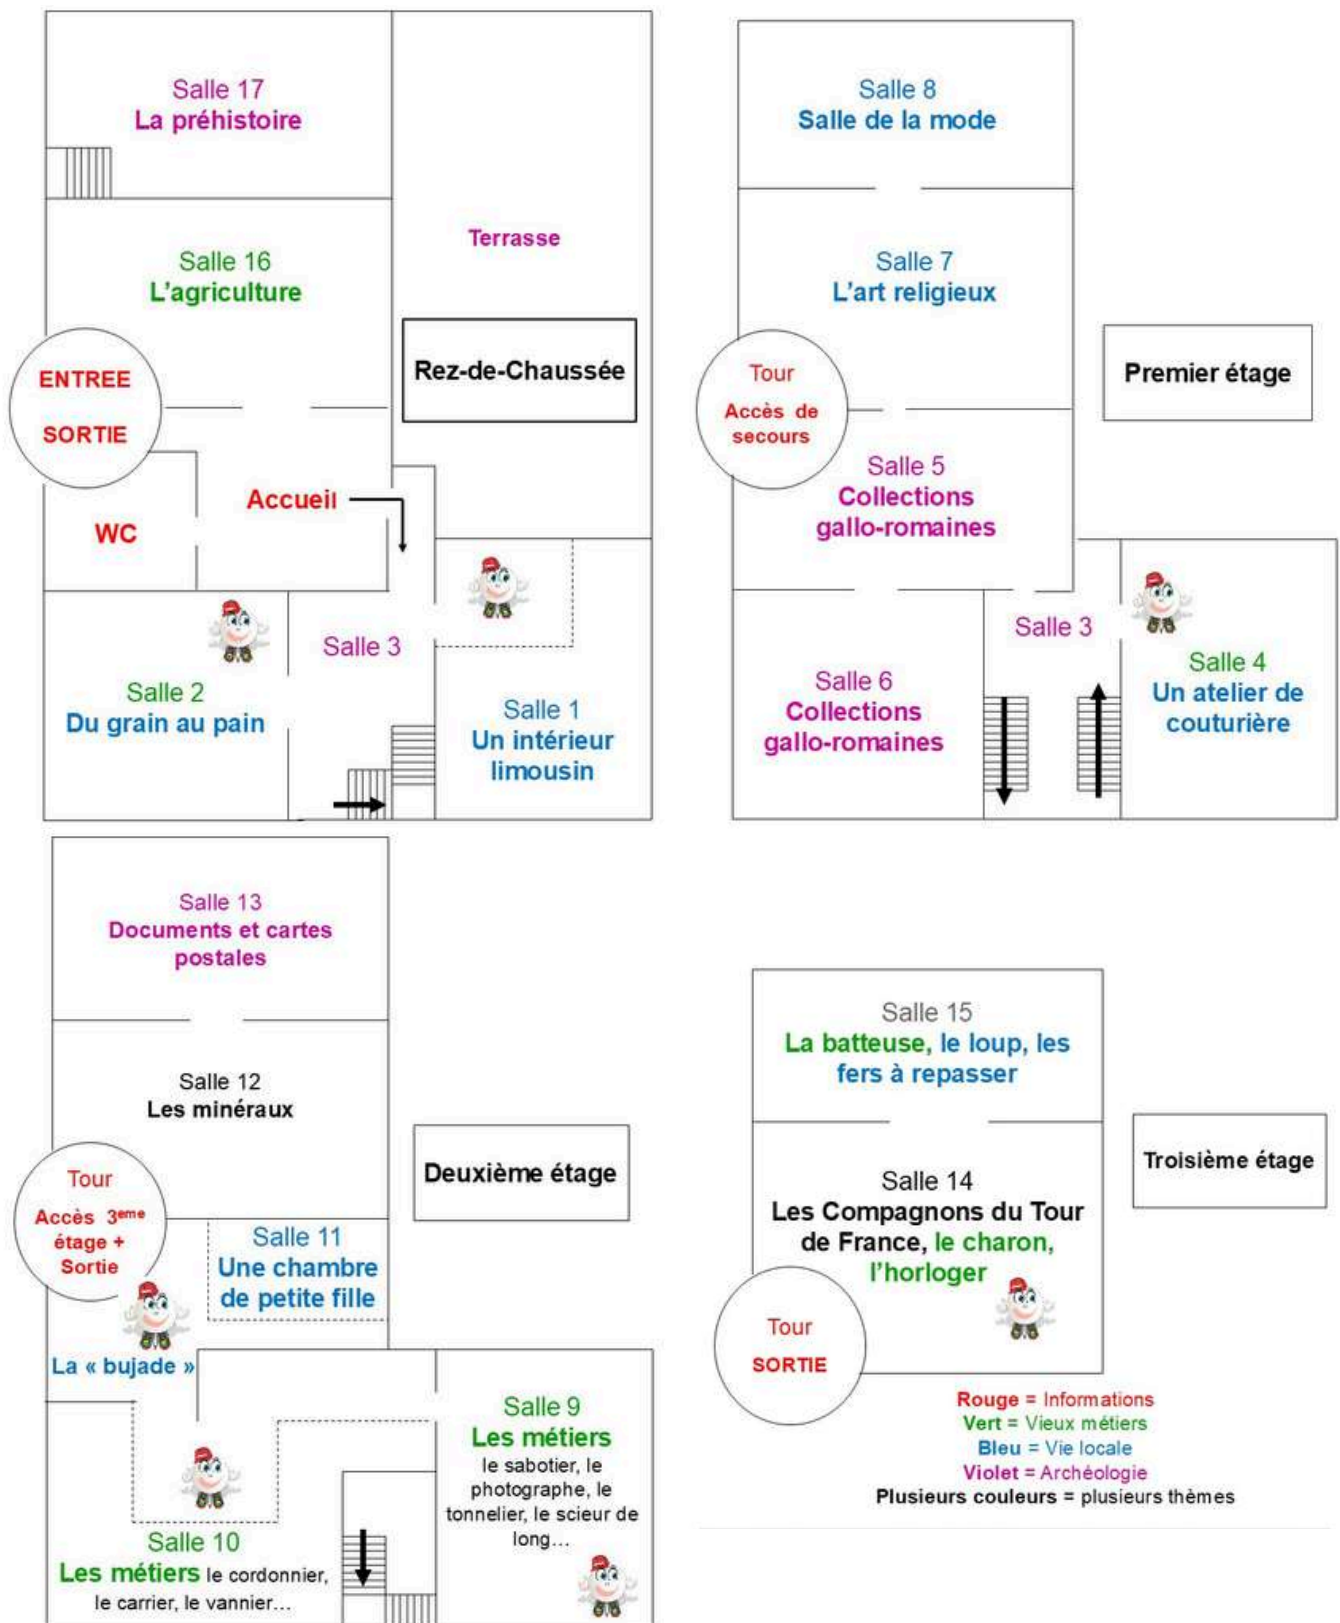 Salle 17
La préhistoire
Terrasse
Salle 16
L'agriculture
ENTREE
SORTIE
Rez-de-Chaussée
Accueil
WC
Salle 3
Salle 2
Du grain au pain
Salle 1
Un intérieur
limousin
Salle 8
Salle de la mode
Salle 7
L'art religieux
Tour
Accès de
secours
Premier étage
Salle 5
Collections
gallo-romaines
Salle 3
Salle 6
Collections
gallo-romaines
Salle 4
Un atelier de
couturière
Salle 13
Documents et cartes
postales
Salle 12
Les minéraux
Tour
Accès 3eme
étage +
Sortie
Deuxième étage
Salle 11
Une chambre
de petite fille
La « bujade »
Salle 9
Les métiers
le sabotier, le
photographe, le
tonnelier, le scieur de
long…
Salle 10
Les métiers le cordonnier,
le carrier, le vannier…
Salle 15
La batteuse, le loup, les
fers à repasser
Troisième étage
Salle 14
Les Compagnons du Tour
de France, le charon,
l'horloger
Tour
SORTIE
Rouge = Informations
Vert = Vieux métiers
Bleu = Vie locale
Violet = Archéologie
Plusieurs couleurs = plusieurs thèmes